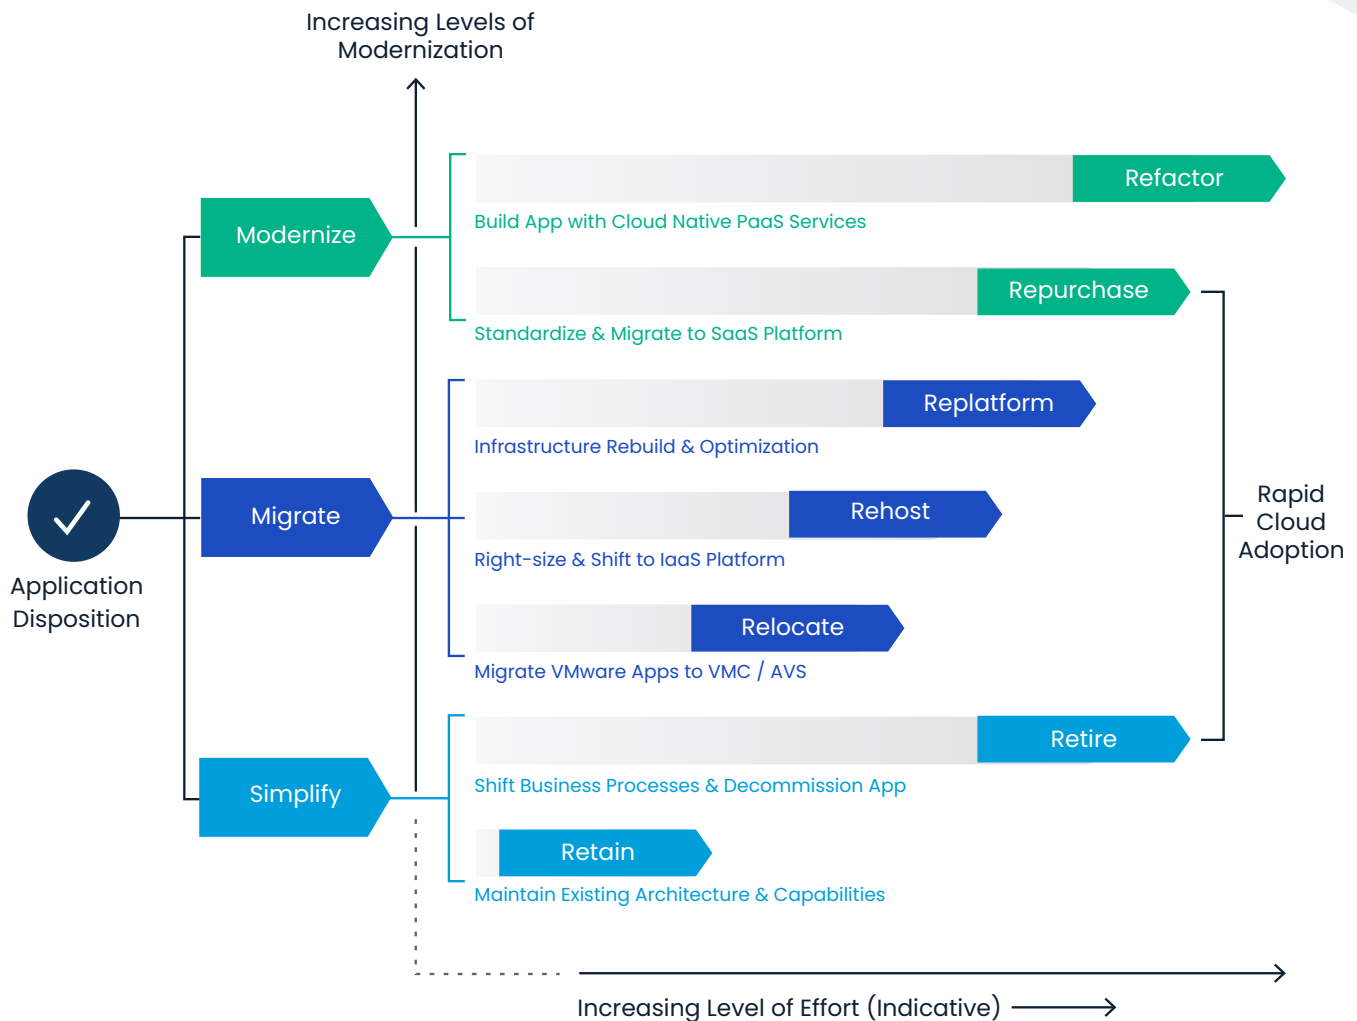 Increasing Levels of
Modernization
Refactor
Build App with Cloud Native PaaS Services
Modernize
Repurchase
Standardize & Migrate to SaaS Platform
Replatform
Infrastructure Rebuild & Optimization
Rehost
Right-size & Shift to IaaS Platform
Migrate
Relocate
Migrate VMware Apps to VMC / AVS
Application
Disposition
Rapid
Cloud
Adoption
Retire
Shift Business Processes & Decommission App
Simplify
Retain
Maintain Existing Architecture & Capabilities
Increasing Level of Effort (Indicative)